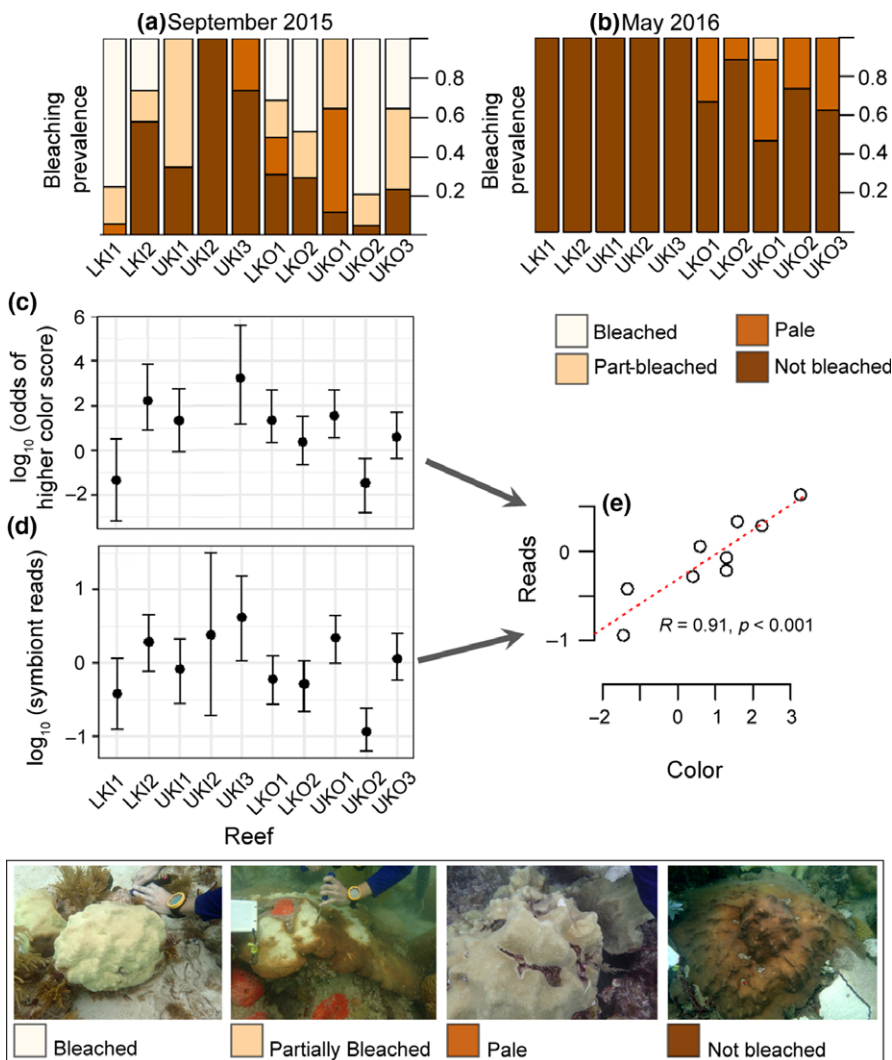 (a) September 2015
Bleaching prevalence
0.8
0.6
0.4
0.2
LKI1 LKI2 UKI1 UKI2 UKI3 LKO1 LKO2 UKO1 UKO2 UKO3
(b) May 2016
Bleaching prevalence
0.8
0.6
0.4
0.2
LKI1 LKI2 UKI1 UKI2 UKI3 LKO1 LKO2 UKO1 UKO2 UKO3
Bleached
Pale
Part-bleached
Not bleached
(c)
log10 (odds of higher color score)
6
4
2
0
−2
(d)
log10 (symbiont reads)
1
0
−1
LKI1 LKI2 UKI1 UKI2 UKI3 LKO1 LKO2 UKO1 UKO2 UKO3
Reef
(e)
Reads
0
−1
R = 0.91, p < 0.001
−2 0 1 2 3
Color
Bleached
Partially Bleached
Pale
Not bleached